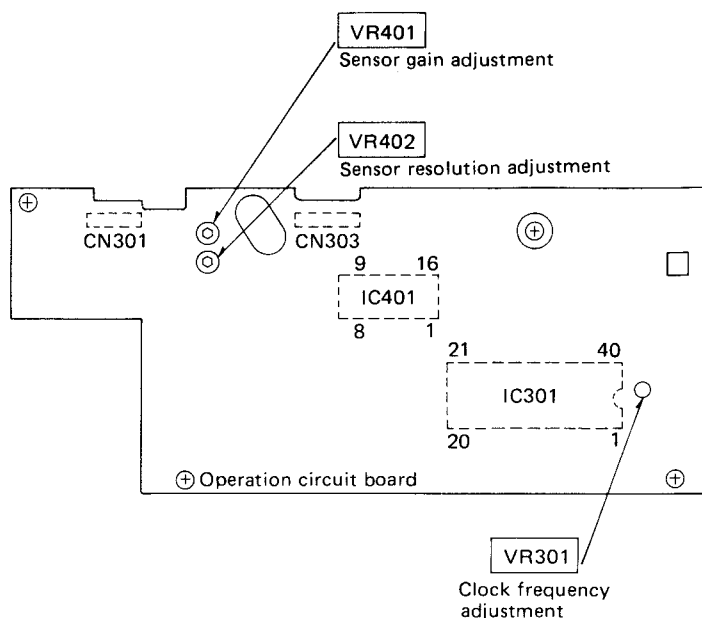 VR401
Sensor gain adjustment
VR402
Sensor resolution adjustment
CN301
CN303
9 16
IC401
8 1
21 40
IC301
20 1
Operation circuit board
VR301
Clock frequency
adjustment